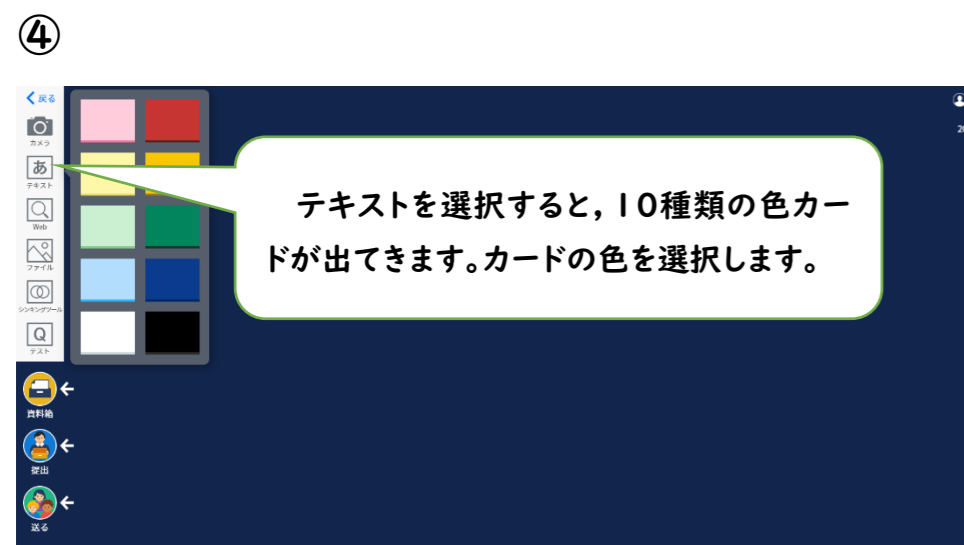 ④
戻る
カメラ
あ
テキスト
Web
ファイル
シンキングツール
Q
テスト
資料箱
提出
送る
テキストを選択すると,10種類の色カー
ドが出てきます。カードの色を選択します。
20